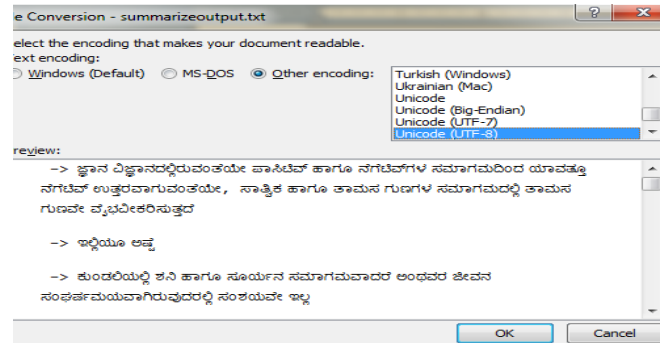 e Conversion - summarizeoutput.txt
elect the encoding that makes your document readable.
ext encoding:
Windows (Default) MS-DOS Other encoding:
Turkish (Windows)
Ukrainian (Mac)
Unicode
Unicode (Big-Endian)
Unicode (UTF-7)
Unicode (UTF-8)
review:
-> ಜ್ಞಾನ ವಿಜ್ಞಾನದಲ್ಲಿರುವಂತೆಯೇ ಪಾಸಿಟಿವ್ ಹಾಗೂ ನೆಗೆಟಿವ್‌ಗಳ ಸಮಾಗಮದಿಂದ ಯಾವತ್ತೂ
ನೆಗೆಟಿವ್ ಉತ್ತರವಾಗುವಂತೆಯೇ, ಸಾತ್ವಿಕ ಹಾಗೂ ತಾಮಸ ಗುಣಗಳ ಸಮಾಗಮದಲ್ಲಿ ತಾಮಸ
ಗುಣವೇ ವೈಭವೀಕರಿಸುತ್ತದೆ
-> ಇಲ್ಲಿಯೂ ಅಷ್ಟೆ
-> ಕುಂಡಲಿಯಲ್ಲಿ ಶನಿ ಹಾಗೂ ಸೂರ್ಯನ ಸಮಾಗಮವಾದರೆ ಅಂಥವರ ಜೀವನ
ಸಂಘರ್ಷಮಯವಾಗಿರುವುದರಲ್ಲಿ ಸಂಶಯವೇ ಇಲ್ಲ
OK Cancel